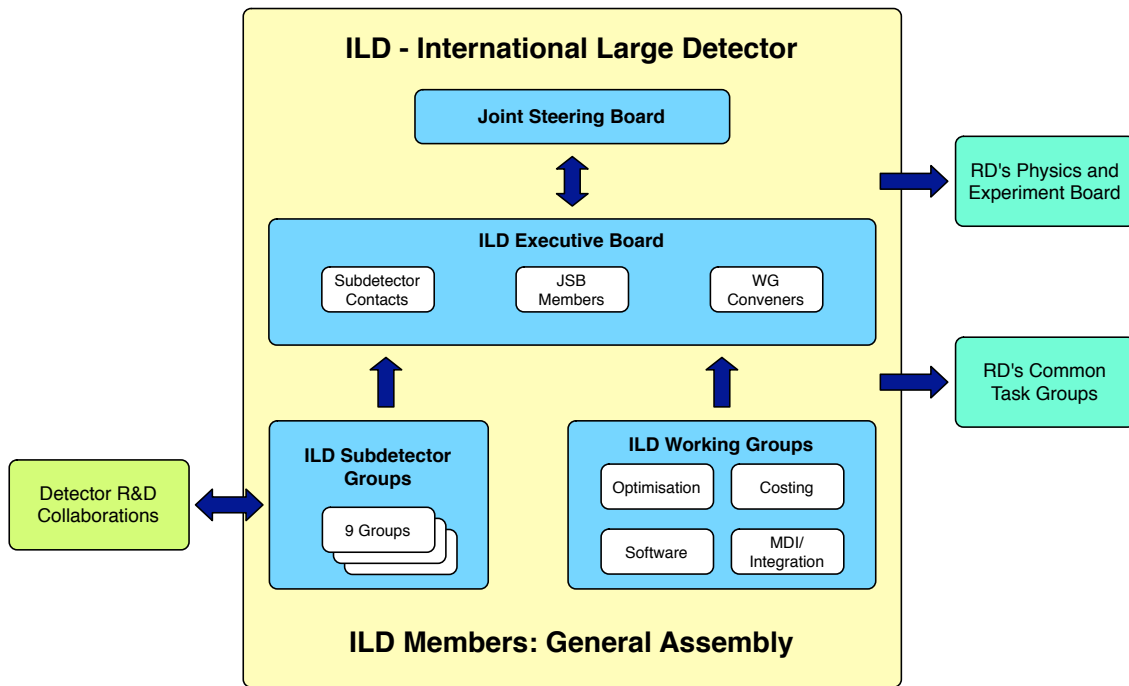 ILD - International Large Detector
Joint Steering Board
RD's Physics and
Experiment Board
ILD Executive Board
Subdetector
Contacts
JSB
Members
WG
Conveners
RD's Common
Task Groups
ILD Subdetector
Groups
9 Groups
ILD Working Groups
Optimisation
Costing
Software
MDI/
Integration
Detector R&D
Collaborations
ILD Members: General Assembly